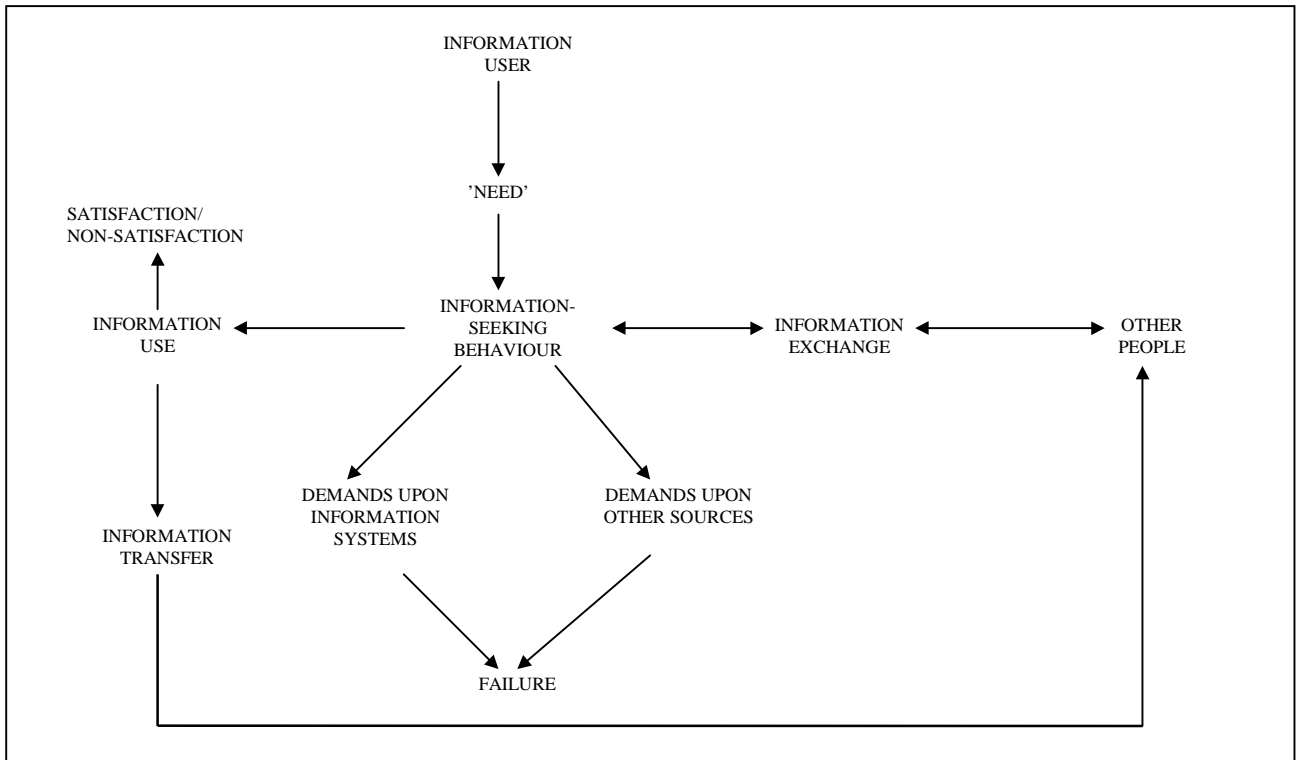 INFORMATION
USER
’NEED’
SATISFACTION/
NON-SATISFACTION
INFORMATION
USE
INFORMATION-
SEEKING
BEHAVIOUR
INFORMATION
EXCHANGE
OTHER
PEOPLE
DEMANDS UPON
INFORMATION
SYSTEMS
DEMANDS UPON
OTHER SOURCES
INFORMATION
TRANSFER
FAILURE